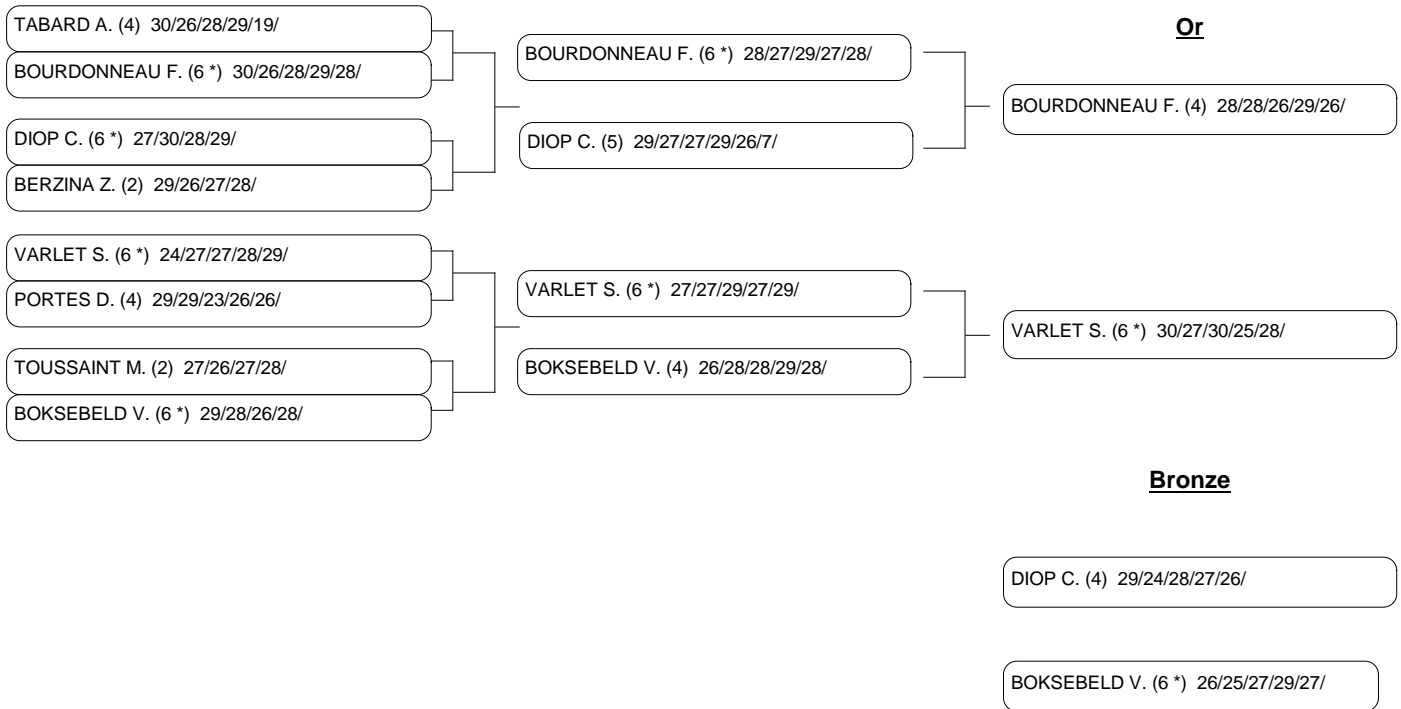 TABARD A. (4) 30/26/28/29/19/
BOURDONNEAU F. (6 *) 30/26/28/29/28/
DIOP C. (6 *) 27/30/28/29/
BERZINA Z. (2) 29/26/27/28/
VARLET S. (6 *) 24/27/27/28/29/
PORTES D. (4) 29/29/23/26/26/
TOUSSAINT M. (2) 27/26/27/28/
BOKSEBELD V. (6 *) 29/28/26/28/
BOURDONNEAU F. (6 *) 28/27/29/27/28/
DIOP C. (5) 29/27/27/29/26/7/
VARLET S. (6 *) 27/27/29/27/29/
BOKSEBELD V. (4) 26/28/28/29/28/
Or
BOURDONNEAU F. (4) 28/28/26/29/26/
VARLET S. (6 *) 30/27/30/25/28/
Bronze
DIOP C. (4) 29/24/28/27/26/
BOKSEBELD V. (6 *) 26/25/27/29/27/